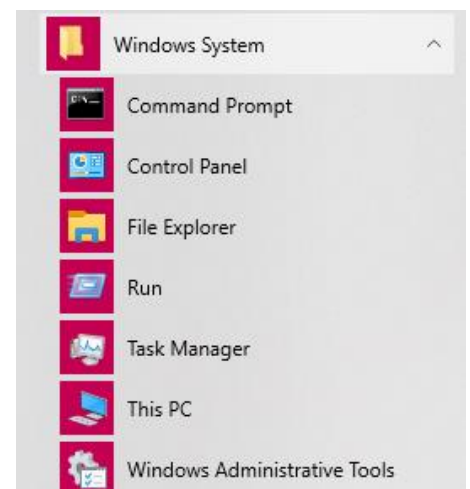 Windows System
Command Prompt
Control Panel
File Explorer
Run
Task Manager
This PC
Windows Administrative Tools